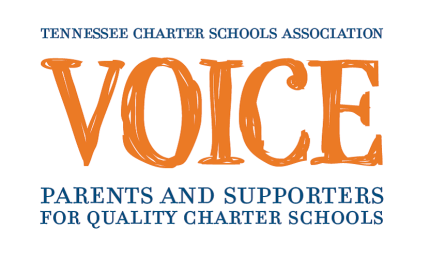 TENNESSEE CHARTER SCHOOLS ASSOCIATION
VOICE
PARENTS AND SUPPORTERS
FOR QUALITY CHARTER SCHOOLS